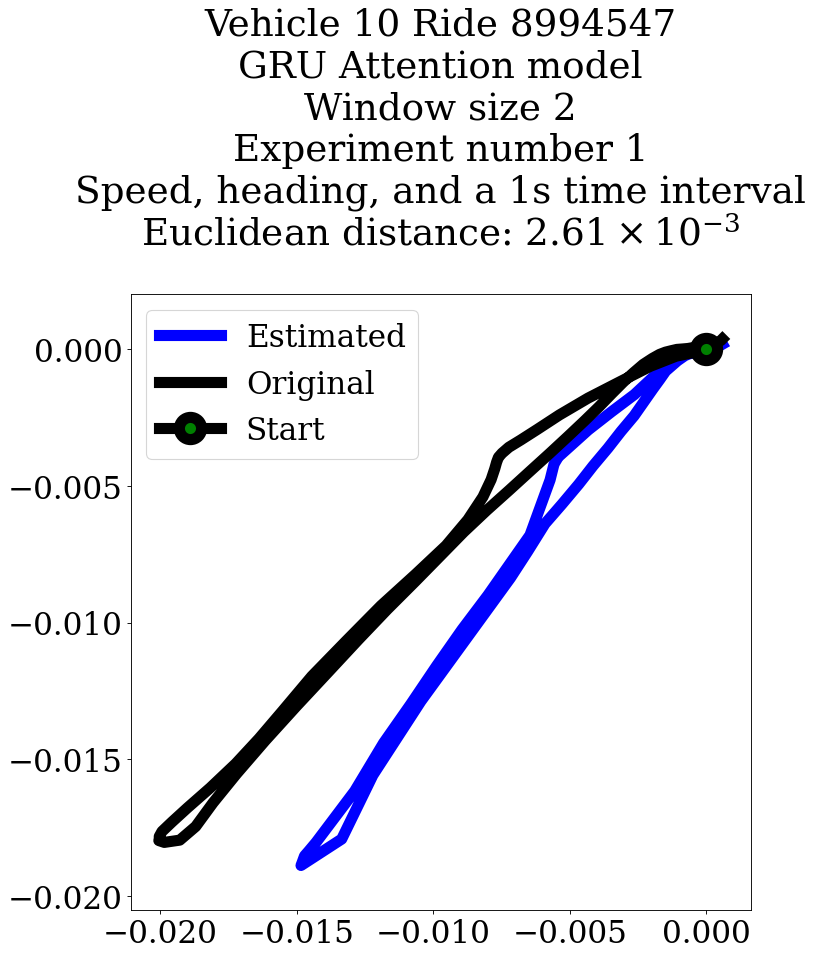 Vehicle 10 Ride 8994547
GRU Attention model
Window size 2
Experiment number 1
Speed, heading, and a 1s time interval
Euclidean distance: 2.61 × 10⁻³
Estimated
Original
Start
0.000
−0.005
−0.010
−0.015
−0.020
−0.020 −0.015 −0.010 −0.005 0.000